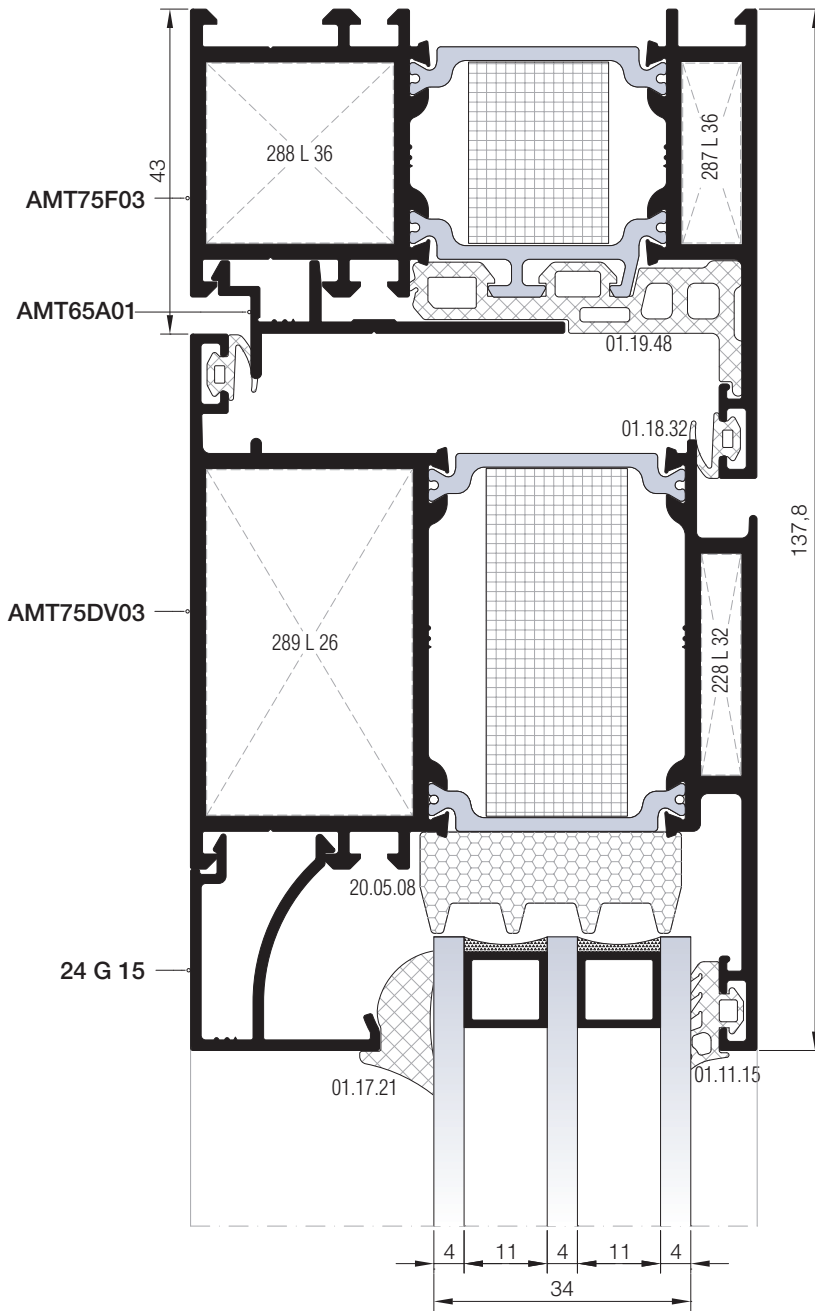 288 L 36
287 L 36
43
AMT75F03
AMT65A01
01.19.48
01.18.32
137,8
AMT75DV03
289 L 26
228 L 32
20.05.08
24 G 15
01.17.21
01.11.15
4 11 4 11 4
34